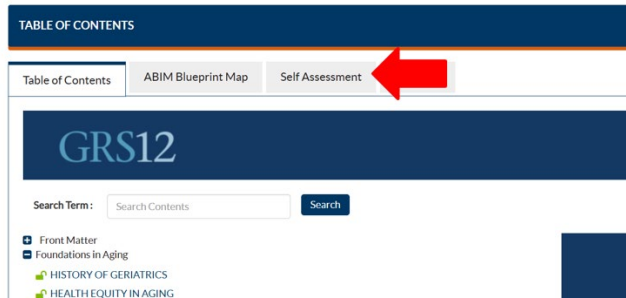 TABLE OF CONTENTS
Table of Contents ABIM Blueprint Map Self Assessment
GRS12
Search Term : Search Contents Search
Front Matter
Foundations in Aging
HISTORY OF GERIATRICS
HEALTH EQUITY IN AGING